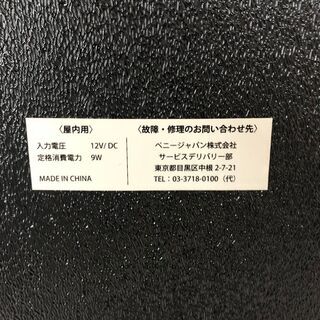 〈屋内用〉
入力電圧 12V/ DC
定格消費電力 9W
MADE IN CHINA
〈故障・修理のお問い合わせ先〉
ペニージャパン株式会社
サービスデリバリー部
東京都目黒区中根 2-7-21
TEL：03-3718-0100（代）